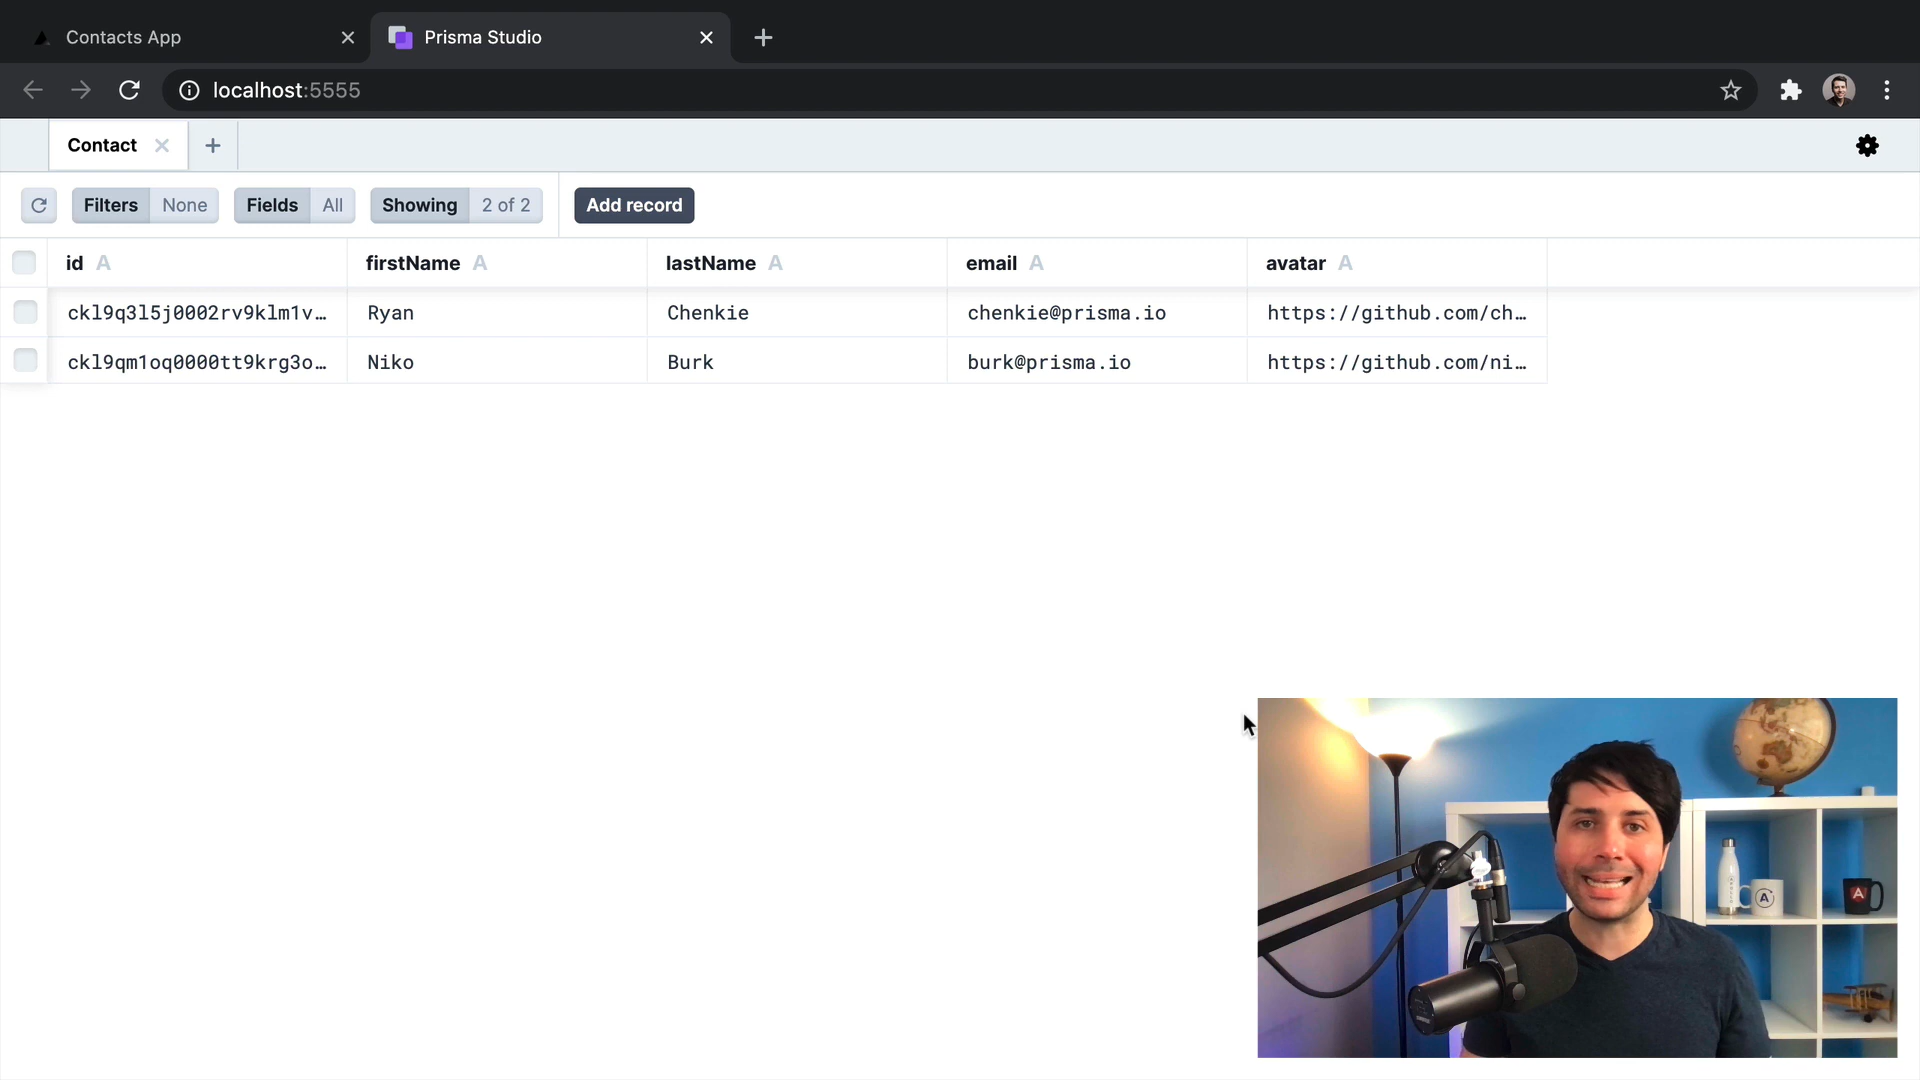 Contacts App
Prisma Studio
localhost:5555
Contact
Filters None Fields All Showing 2 of 2 Add record
id A firstName A lastName A email A avatar A
ckl9q3l5j0002rv9klm1v… Ryan Chenkie chenkie@prisma.io https://github.com/ch…
ckl9qm1oq0000tt9krg3o… Niko Burk burk@prisma.io https://github.com/ni…
A
A